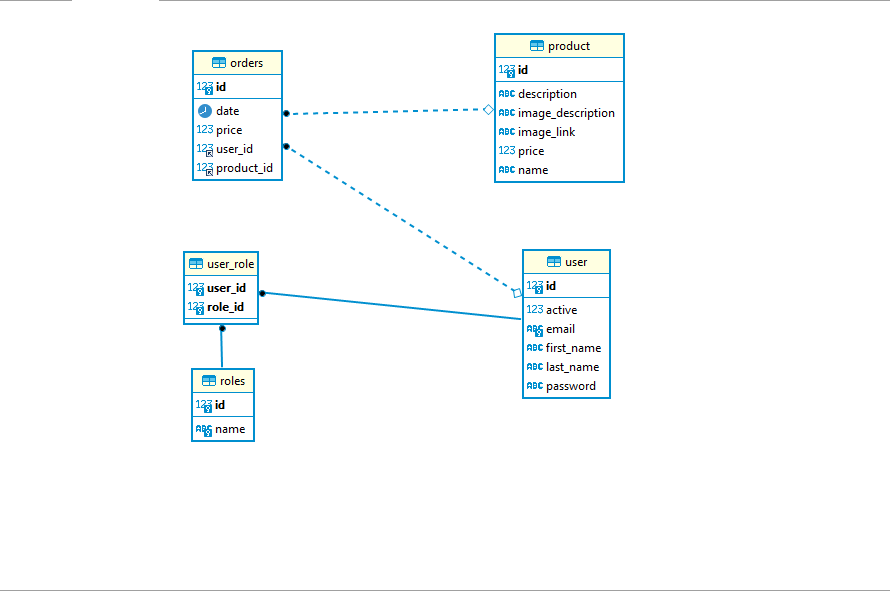 orders
123 id
date
123 price
123 user_id
123 product_id
product
123 id
ABC description
ABC image_description
ABC image_link
123 price
ABC name
user_role
123 user_id
123 role_id
user
123 id
123 active
ABC email
ABC first_name
ABC last_name
ABC password
roles
123 id
ABC name